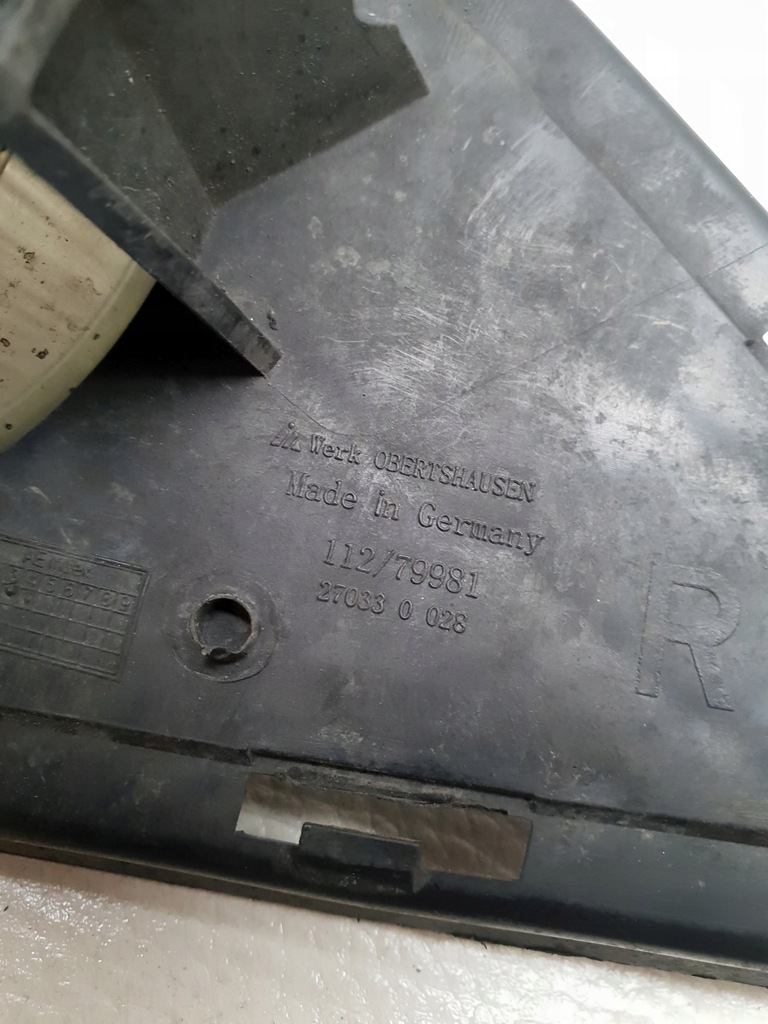 Werk OBERTSHAUSEN
Made in Germany
112/79981
27033 0 028
R